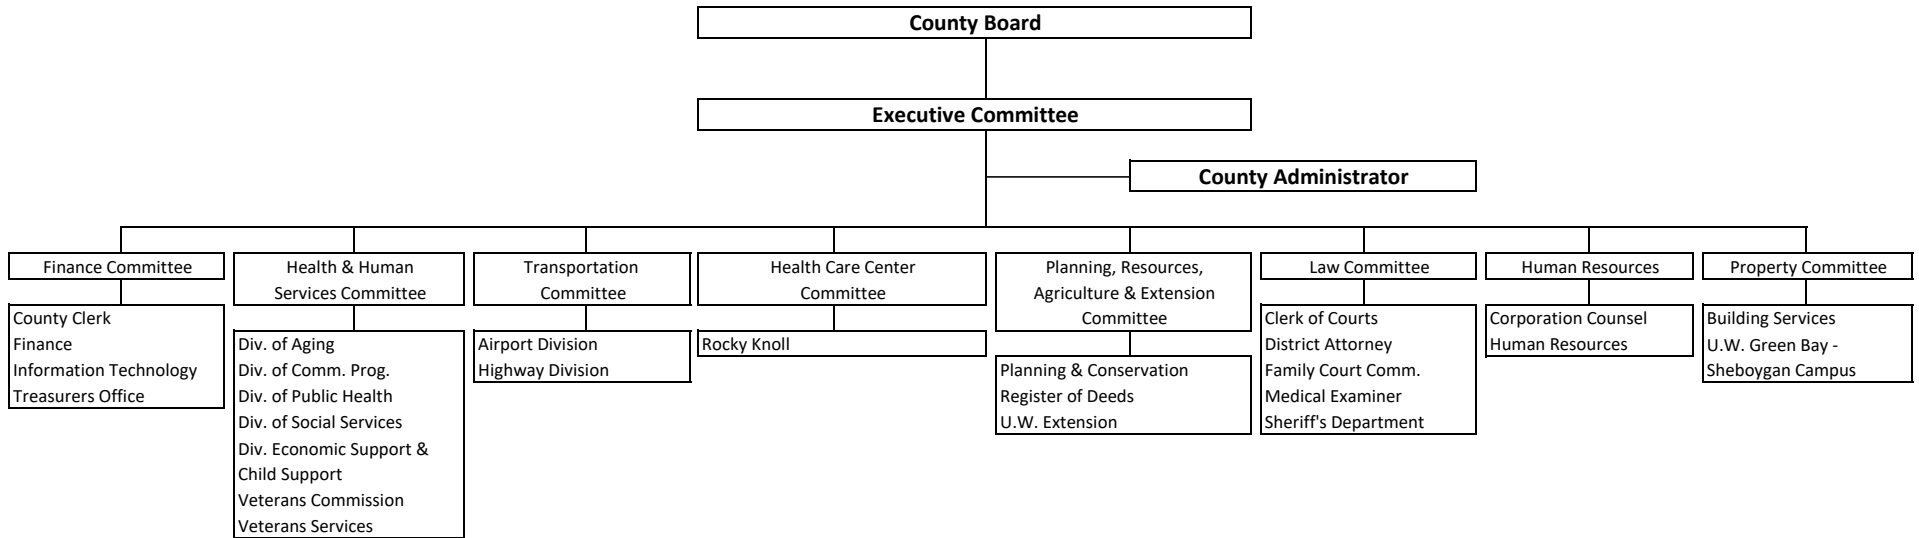 County Board
Executive Committee
County Administrator
Finance Committee
County Clerk
Finance
Information Technology
Treasurers Office
Health & Human
Services Committee
Div. of Aging
Div. of Comm. Prog.
Div. of Public Health
Div. of Social Services
Div. Economic Support &
Child Support
Veterans Commission
Veterans Services
Transportation
Committee
Airport Division
Highway Division
Health Care Center
Committee
Rocky Knoll
Planning, Resources,
Agriculture & Extension
Committee
Planning & Conservation
Register of Deeds
U.W. Extension
Law Committee
Clerk of Courts
District Attorney
Family Court Comm.
Medical Examiner
Sheriff's Department
Human Resources
Corporation Counsel
Human Resources
Property Committee
Building Services
U.W. Green Bay -
Sheboygan Campus